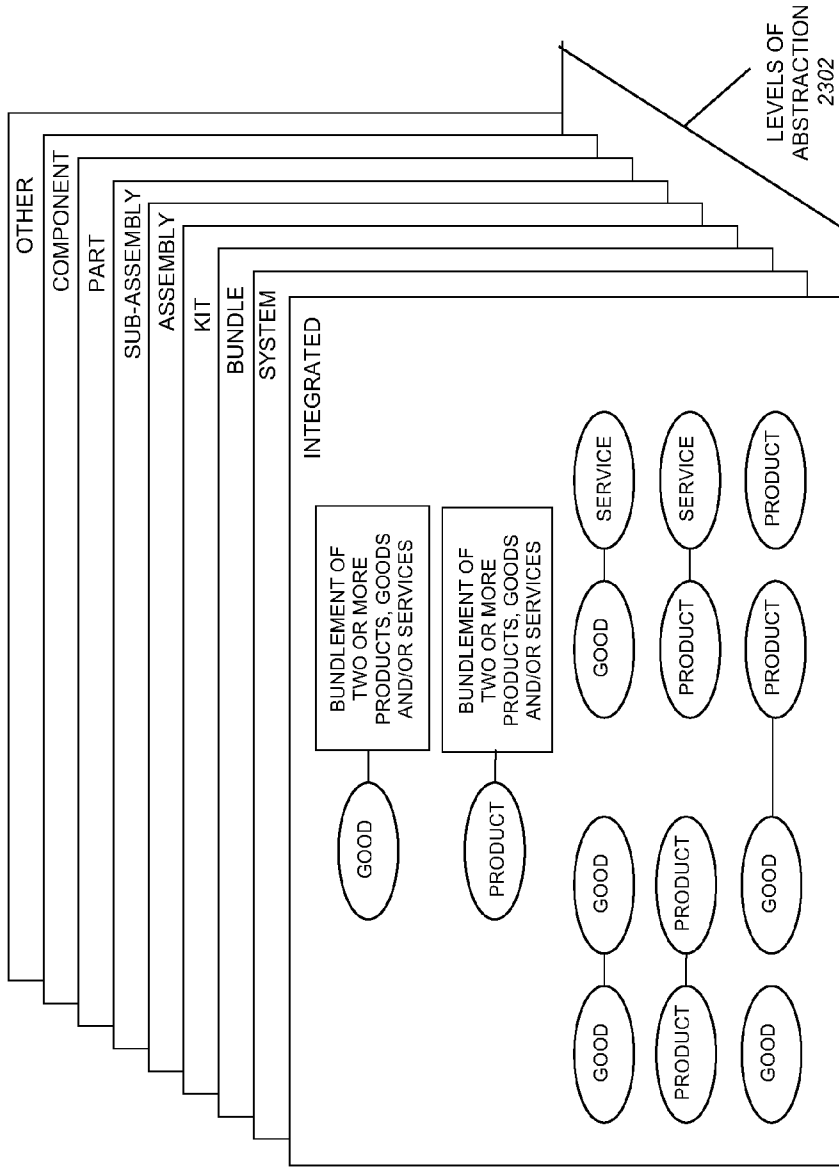 OTHER
COMPONENT
PART
SUB-ASSEMBLY
ASSEMBLY
KIT
BUNDLE
SYSTEM
INTEGRATED
GOOD
BUNDLEMENT OF
TWO OR MORE
PRODUCTS, GOODS
AND/OR SERVICES
PRODUCT
BUNDLEMENT OF
TWO OR MORE
PRODUCTS, GOODS
AND/OR SERVICES
GOOD
GOOD
GOOD
SERVICE
PRODUCT
PRODUCT
PRODUCT
SERVICE
GOOD
GOOD
PRODUCT
PRODUCT
LEVELS OF
ABSTRACTION
2302